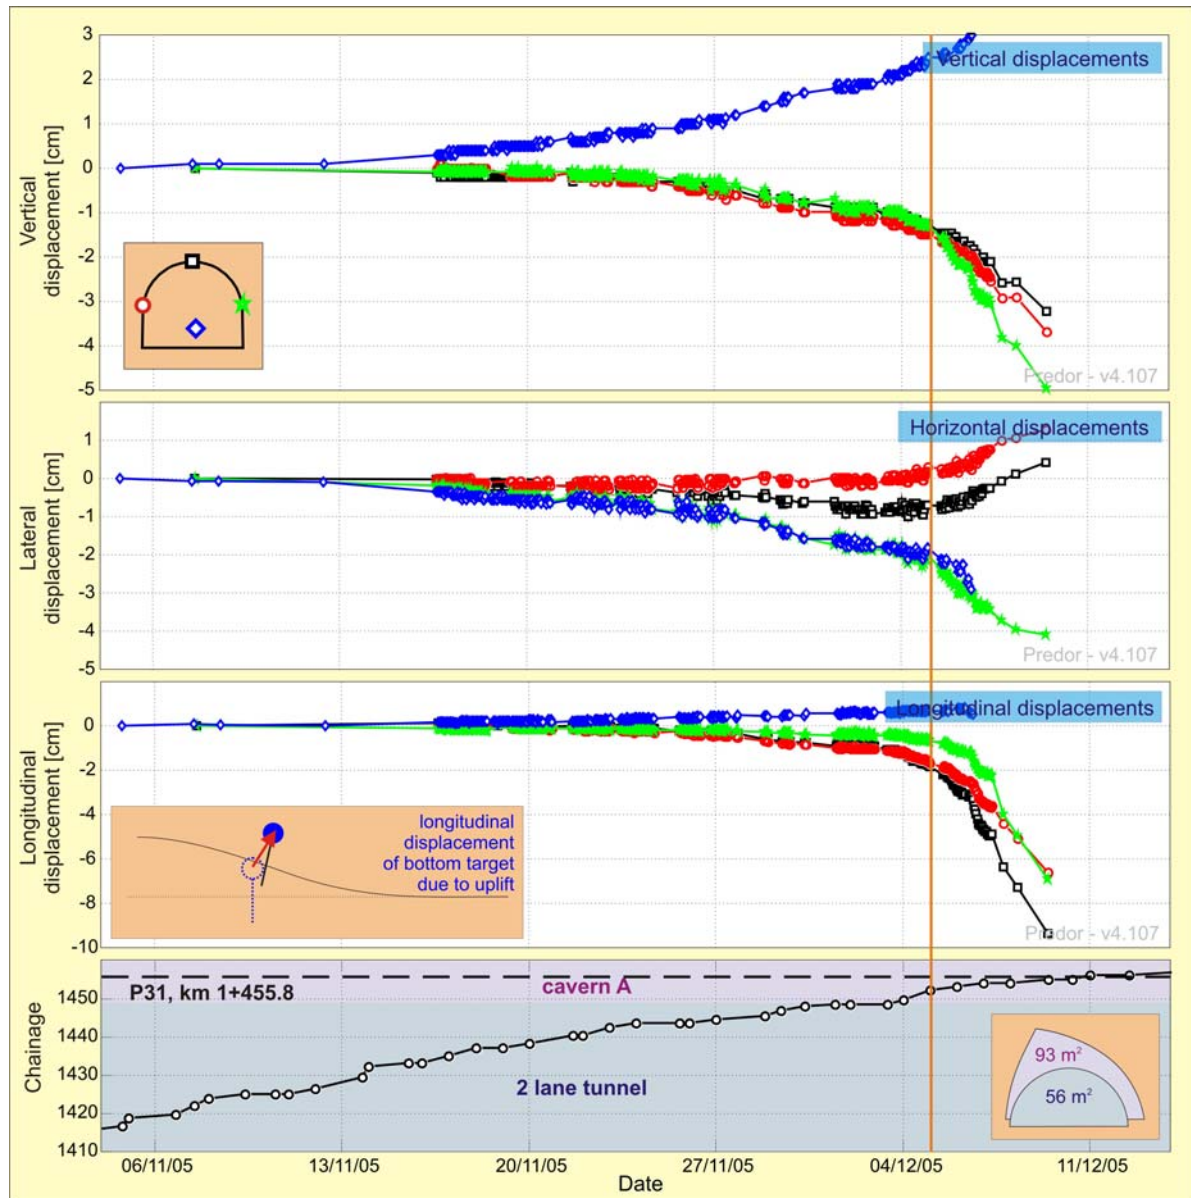 3
2
1
0
-1
-2
-3
-4
-5
Vertical
displacement [cm]
Vertical displacements
Predor - v4.107
1
0
-1
-2
-3
-4
-5
Lateral
displacement [cm]
Horizontal displacements
Predor - v4.107
0
-2
-4
-6
-8
-10
Longitudinal
displacement [cm]
Longitudinal displacements
longitudinal
displacement
of bottom target
due to uplift
Predor - v4.107
1450
1440
1430
1420
1410
Chainage
P31, km 1+455.8
cavern A
2 lane tunnel
93 m²
56 m²
06/11/05 13/11/05 20/11/05 27/11/05 04/12/05 11/12/05
Date